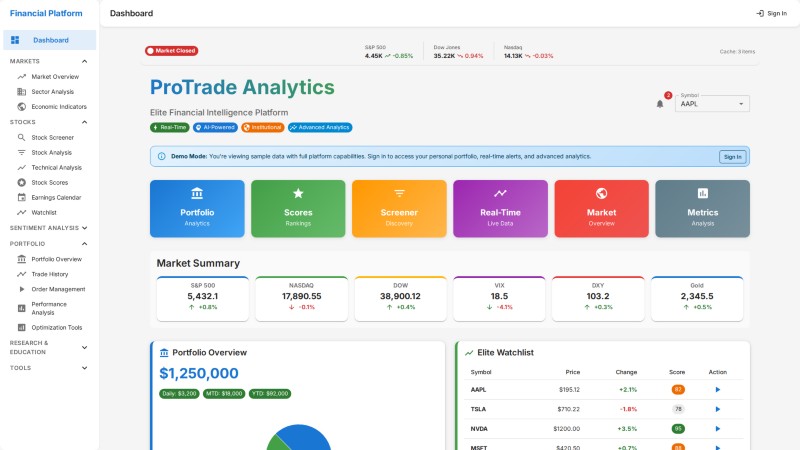 Financial Platform
Dashboard
Sign In
Dashboard
MARKETS
Market Overview
Sector Analysis
Economic Indicators
STOCKS
Stock Screener
Stock Analysis
Technical Analysis
Stock Scores
Earnings Calendar
Watchlist
SENTIMENT ANALYSIS
PORTFOLIO
Portfolio Overview
Trade History
Order Management
Performance
Analysis
Optimization Tools
RESEARCH &
EDUCATION
TOOLS
Market Closed
S&P 500
4.45K -0.85%
Dow Jones
35.22K 0.94%
Nasdaq
14.13K -0.03%
Cache: 3 items
ProTrade Analytics
Elite Financial Intelligence Platform
Real-Time AI-Powered Institutional Advanced Analytics
3
Symbol
AAPL
Demo Mode: You're viewing sample data with full platform capabilities. Sign in to access your personal portfolio, real-time alerts, and advanced analytics.
Sign In
Portfolio
Analytics
Scores
Rankings
Screener
Discovery
Real-Time
Live Data
Market
Overview
Metrics
Analysis
Market Summary
S&P 500
5,432.1
+0.8%
NASDAQ
17,890.55
-0.1%
DOW
38,900.12
+0.4%
VIX
18.5
-4.1%
DXY
103.2
+0.3%
Gold
2,345.5
+0.5%
Portfolio Overview
$1,250,000
Daily: $3,200 MTD: $18,000 YTD: $92,000
Elite Watchlist
Symbol Price Change Score Action
AAPL $195.12 +2.1% 87
TSLA $710.22 -1.8% 78
NVDA $1200.00 +3.5% 95
MSFT $420.50 +0.7%